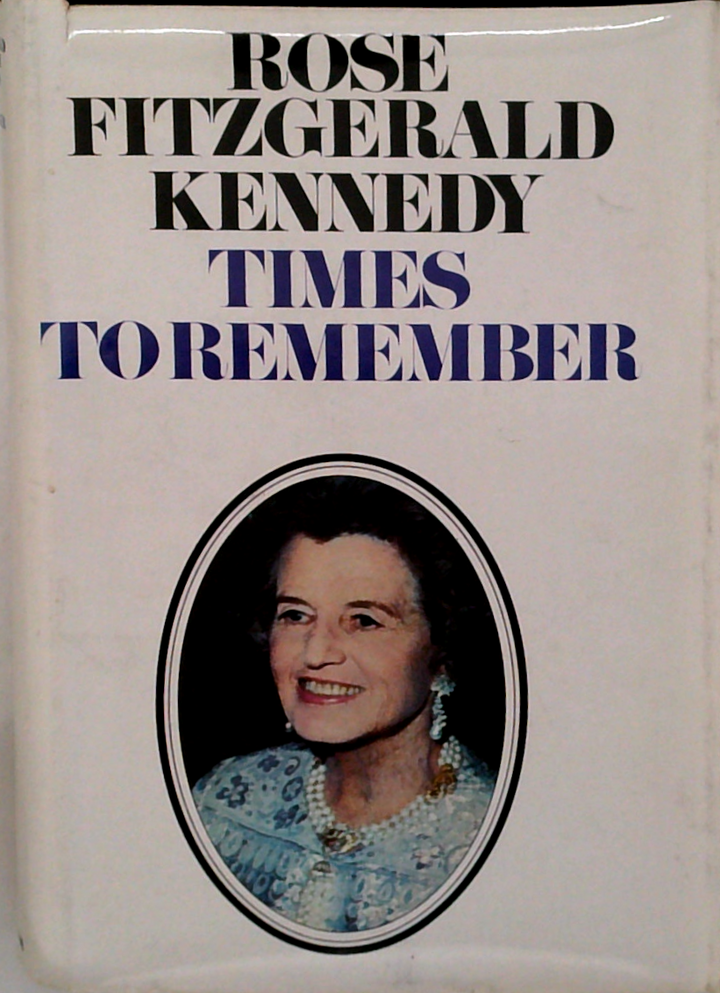 ROSE
FITZGERALD
KENNEDY
TIMES
TO REMEMBER